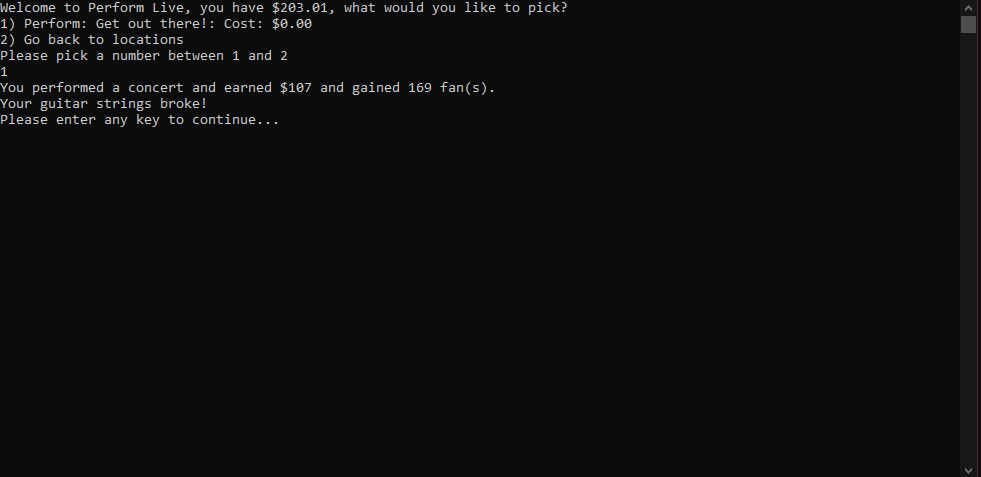 Welcome to Perform Live, you have $203.01, what would you like to pick?
1) Perform: Get out there!: Cost: $0.00
2) Go back to locations
Please pick a number between 1 and 2
1
You performed a concert and earned $107 and gained 169 fan(s).
Your guitar strings broke!
Please enter any key to continue...